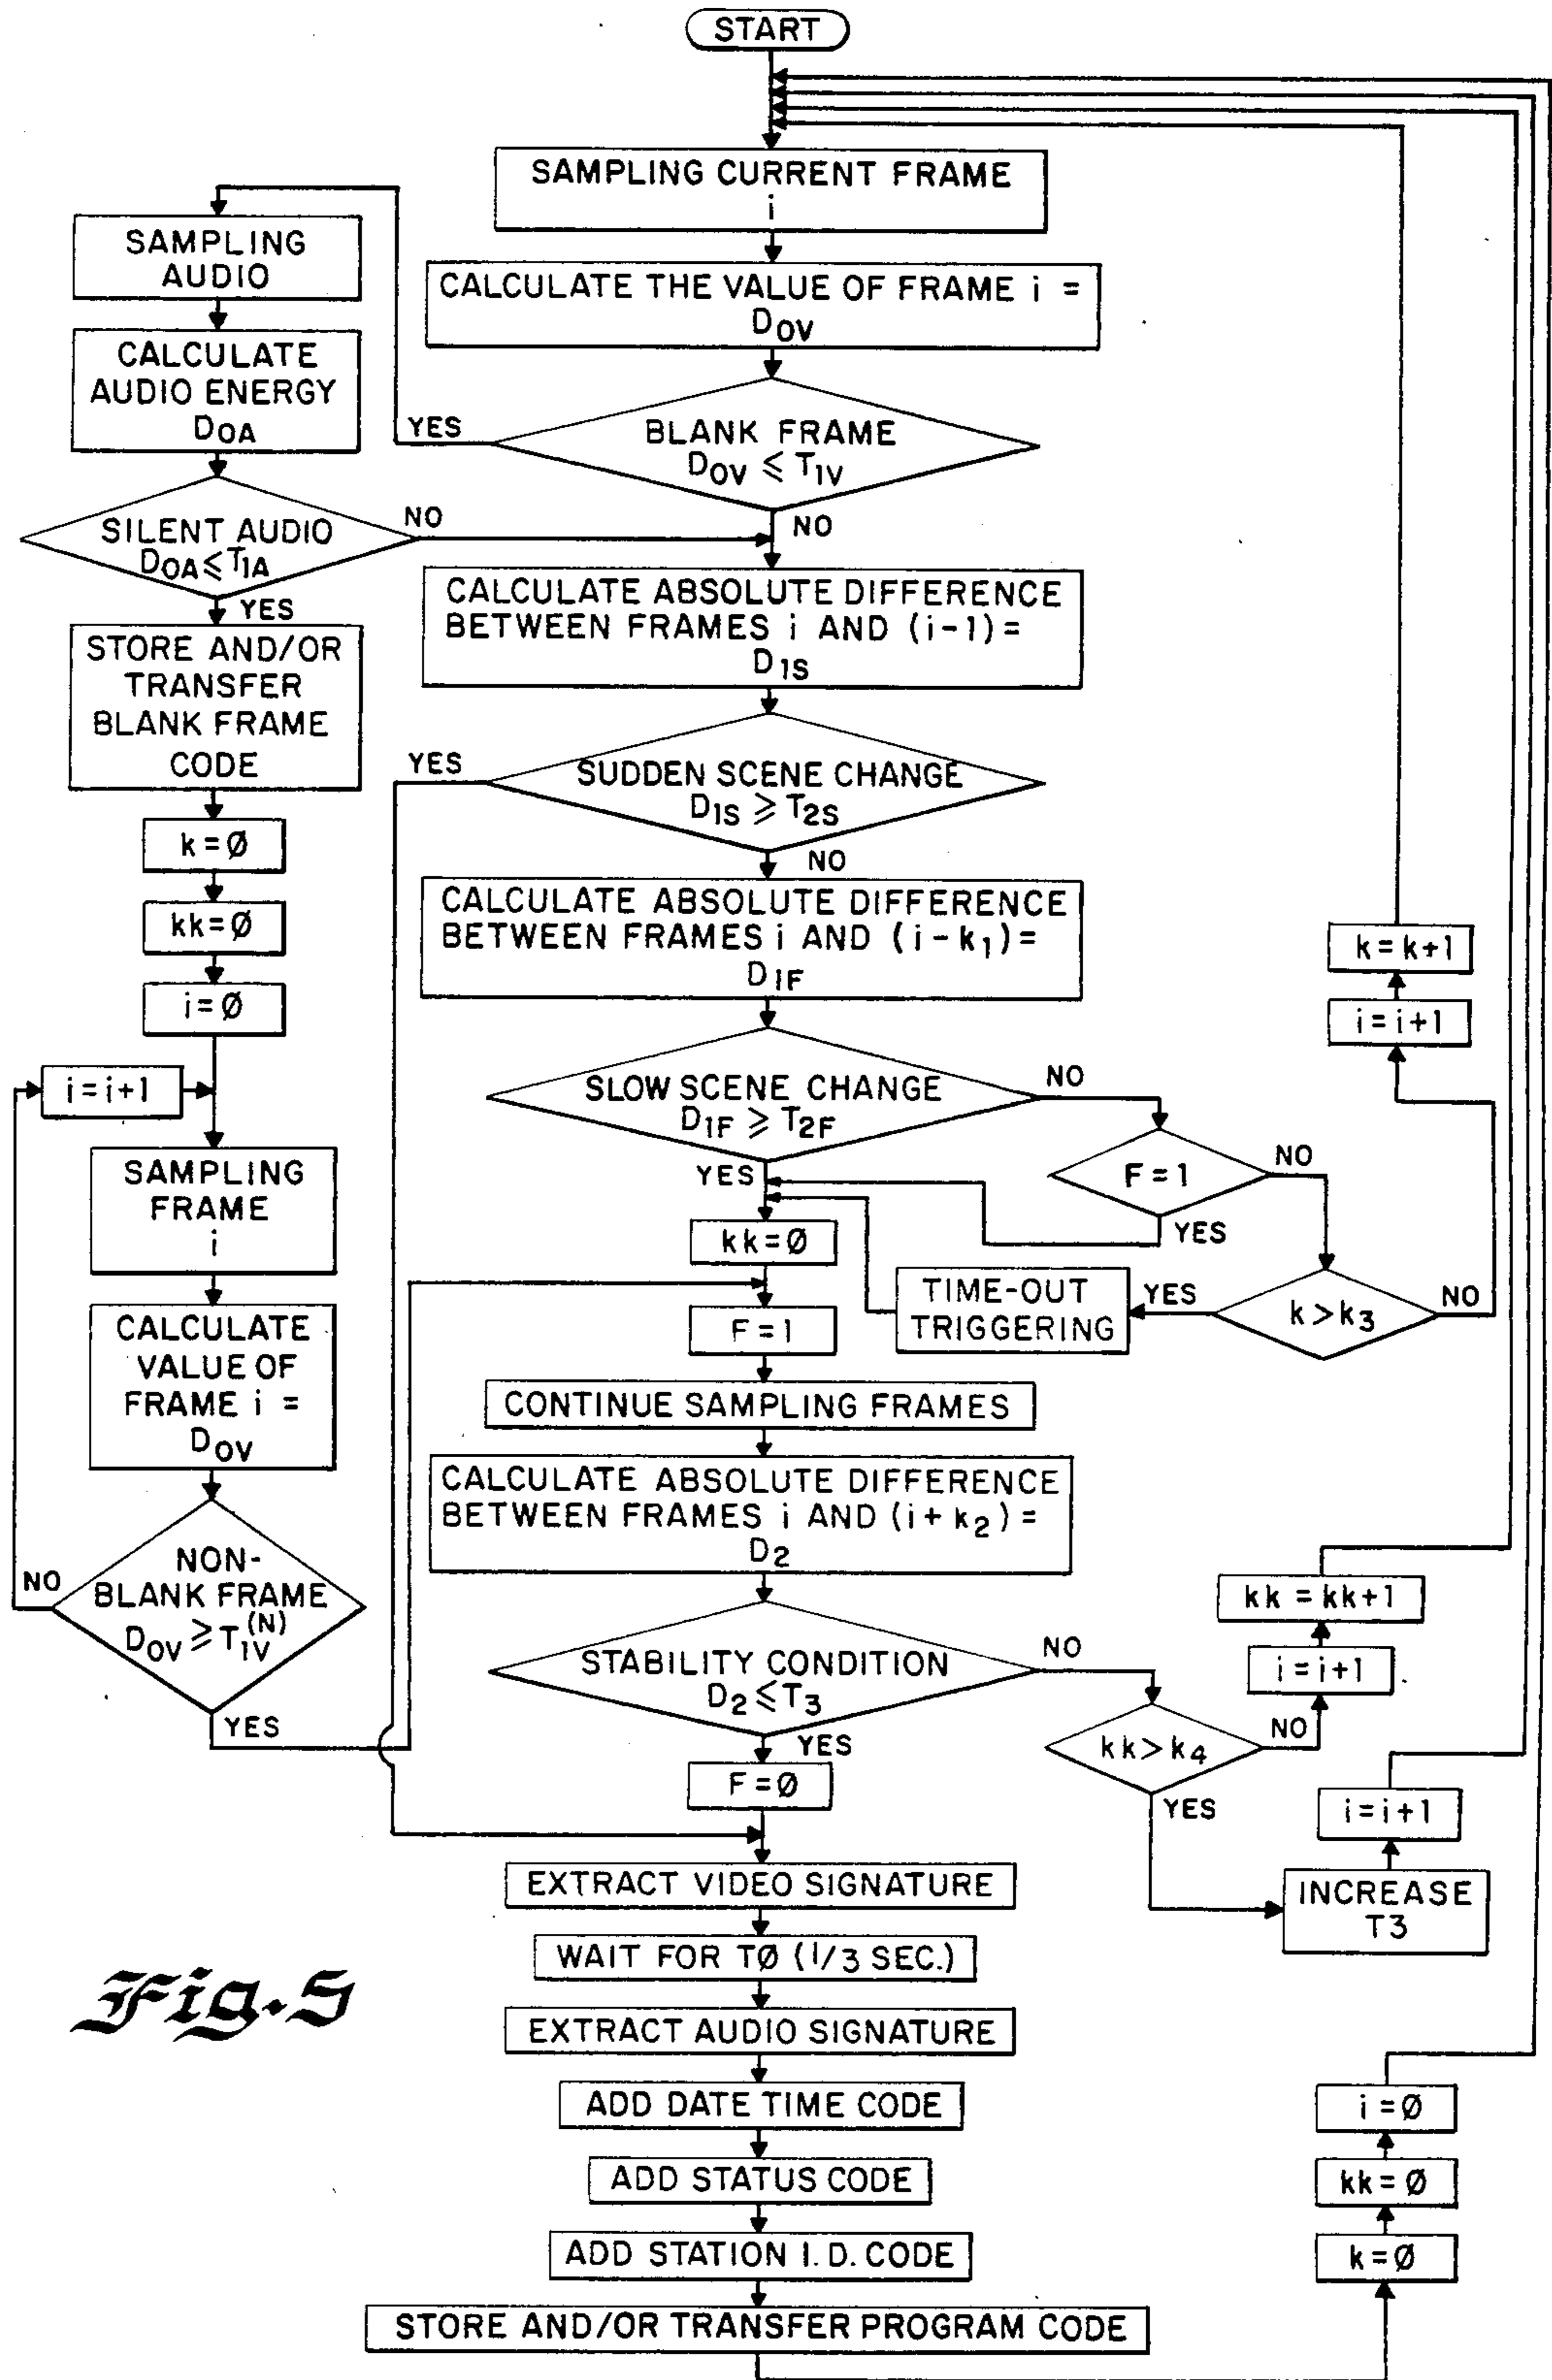 START
SAMPLING CURRENT FRAME
i
CALCULATE THE VALUE OF FRAME i =
D0V
BLANK FRAME
D0V ⩽ T1V
YES
NO
SAMPLING
AUDIO
CALCULATE
AUDIO ENERGY
D0A
SILENT AUDIO
D0A ⩽ T1A
NO
YES
STORE AND/OR
TRANSFER
BLANK FRAME
CODE
k = Ø
kk = Ø
i = Ø
i = i+1
SAMPLING
FRAME
i
CALCULATE
VALUE OF
FRAME i =
D0V
NON-
BLANK FRAME
D0V ⩾ T1V(N)
NO
YES
CALCULATE ABSOLUTE DIFFERENCE
BETWEEN FRAMES i AND (i-1) =
D1S
SUDDEN SCENE CHANGE
D1S ⩾ T2S
YES
NO
CALCULATE ABSOLUTE DIFFERENCE
BETWEEN FRAMES i AND (i - k1) =
D1F
SLOW SCENE CHANGE
D1F ⩾ T2F
NO
YES
F = 1
NO
YES
k > k3
NO
YES
TIME-OUT
TRIGGERING
k = k+1
i = i+1
kk = Ø
F = 1
CONTINUE SAMPLING FRAMES
CALCULATE ABSOLUTE DIFFERENCE
BETWEEN FRAMES i AND (i + k2) =
D2
STABILITY CONDITION
D2 ⩽ T3
NO
YES
kk > k4
NO
YES
kk = kk+1
i = i+1
i = i+1
INCREASE
T3
F = Ø
EXTRACT VIDEO SIGNATURE
WAIT FOR TØ (1/3 SEC.)
EXTRACT AUDIO SIGNATURE
ADD DATE TIME CODE
ADD STATUS CODE
ADD STATION I.D. CODE
STORE AND/OR TRANSFER PROGRAM CODE
i = Ø
kk = Ø
k = Ø
Fig. 5